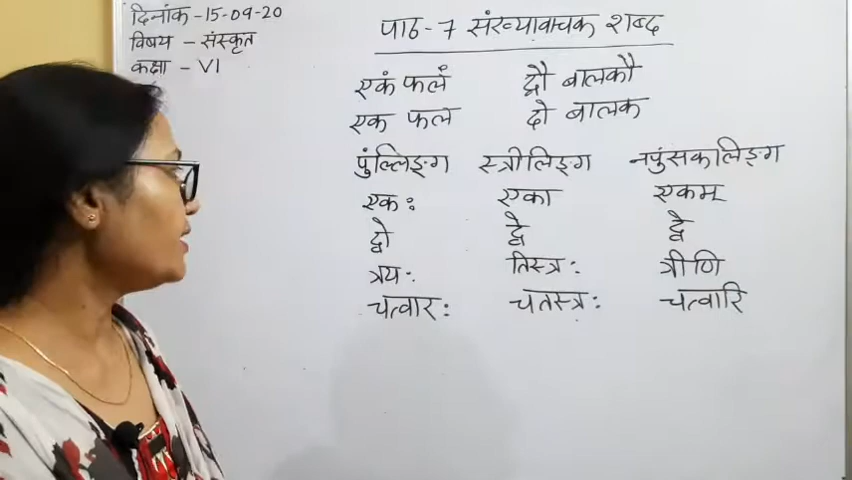 दिनांक - 15-09-20
विषय - संस्कृत
कक्षा - VI
पाठ - 7 संख्यावाचक शब्द
एकं फलं द्वौ बालकौ
एक फल दो बालक
पुंल्लिङ्ग स्त्रीलिङ्ग नपुंसकलिङ्ग
एकः एका एकम्
द्वो द्वे द्वे
त्रयः तिस्त्रः त्रीणि
चत्वारः चतस्त्रः चत्वारि